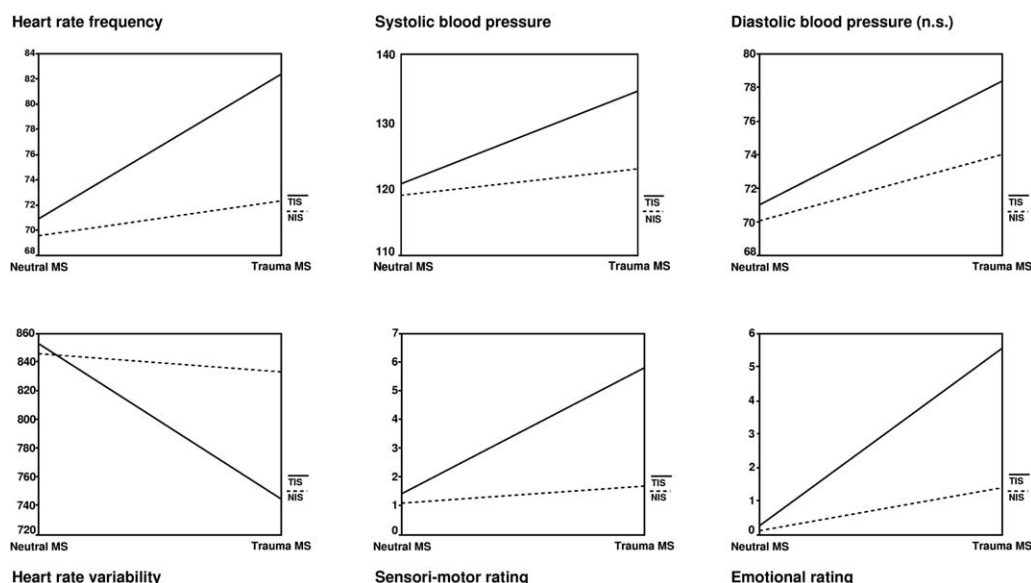 Heart rate frequency
84
82
80
78
76
74
72
70
68
TIS
NIS
Neutral MS
Trauma MS
Systolic blood pressure
140
130
120
110
TIS
NIS
Neutral MS
Trauma MS
Diastolic blood pressure (n.s.)
80
78
76
74
72
70
68
TIS
NIS
Neutral MS
Trauma MS
860
840
820
800
780
760
740
720
TIS
NIS
Neutral MS
Trauma MS
Heart rate variability
7
6
5
4
3
2
1
0
TIS
NIS
Neutral MS
Trauma MS
Sensori-motor rating
6
5
4
3
2
1
0
TIS
NIS
Neutral MS
Trauma MS
Emotional rating